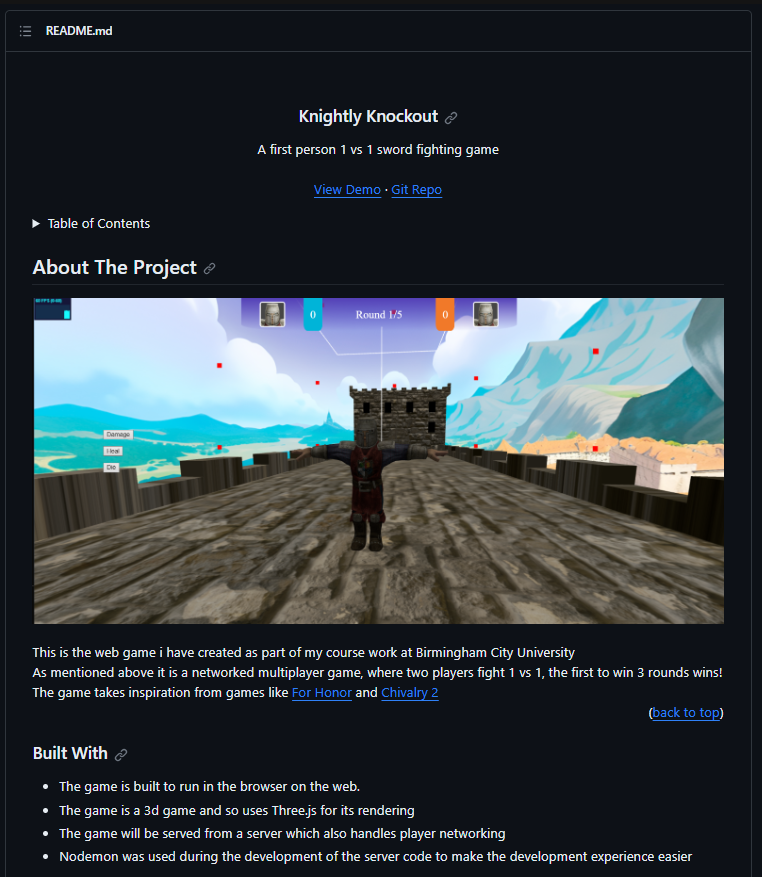 README.md
Knightly Knockout
A first person 1 vs 1 sword fighting game
View Demo · Git Repo
Table of Contents
About The Project
0
Round 1/5
0
Damage
Heal
Die
This is the web game i have created as part of my course work at Birmingham City University
As mentioned above it is a networked multiplayer game, where two players fight 1 vs 1, the first to win 3 rounds wins!
The game takes inspiration from games like For Honor and Chivalry 2
(back to top)
Built With
• The game is built to run in the browser on the web.
• The game is a 3d game and so uses Three.js for its rendering
• The game will be served from a server which also handles player networking
• Nodemon was used during the development of the server code to make the development experience easier